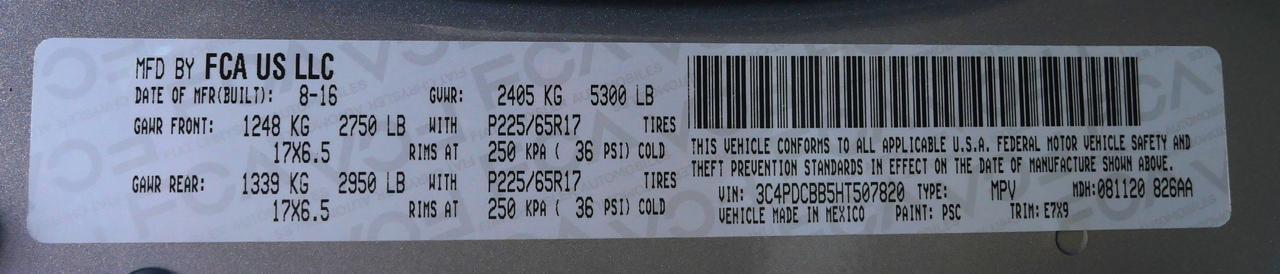 MFD BY FCA US LLC
DATE OF MFR(BUILT): 8-16 GVWR: 2405 KG 5300 LB
GAWR FRONT: 1248 KG 2750 LB WITH P225/65R17 TIRES
17X6.5 RIMS AT 250 KPA ( 36 PSI) COLD
GAWR REAR: 1339 KG 2950 LB WITH P225/65R17 TIRES
17X6.5 RIMS AT 250 KPA ( 36 PSI) COLD
THIS VEHICLE CONFORMS TO ALL APPLICABLE U.S.A. FEDERAL MOTOR VEHICLE SAFETY AND
THEFT PREVENTION STANDARDS IN EFFECT ON THE DATE OF MANUFACTURE SHOWN ABOVE.
VIN: 3C4PDCBB5HT507820 TYPE: MPV MDH:081120 826AA
VEHICLE MADE IN MEXICO PAINT: PSC TRIM: E7X9